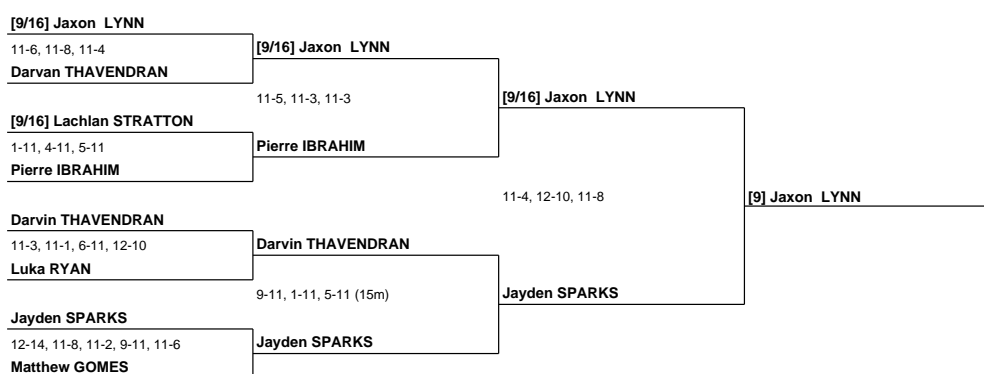 [9/16] Jaxon LYNN
11-6, 11-8, 11-4
Darvan THAVENDRAN
[9/16] Jaxon LYNN
11-5, 11-3, 11-3
[9/16] Lachlan STRATTON
1-11, 4-11, 5-11
Pierre IBRAHIM
Pierre IBRAHIM
[9/16] Jaxon LYNN
11-4, 12-10, 11-8
[9] Jaxon LYNN
Darvin THAVENDRAN
11-3, 11-1, 6-11, 12-10
Luka RYAN
Darvin THAVENDRAN
9-11, 1-11, 5-11 (15m)
Jayden SPARKS
Jayden SPARKS
12-14, 11-8, 11-2, 9-11, 11-6
Matthew GOMES
Jayden SPARKS